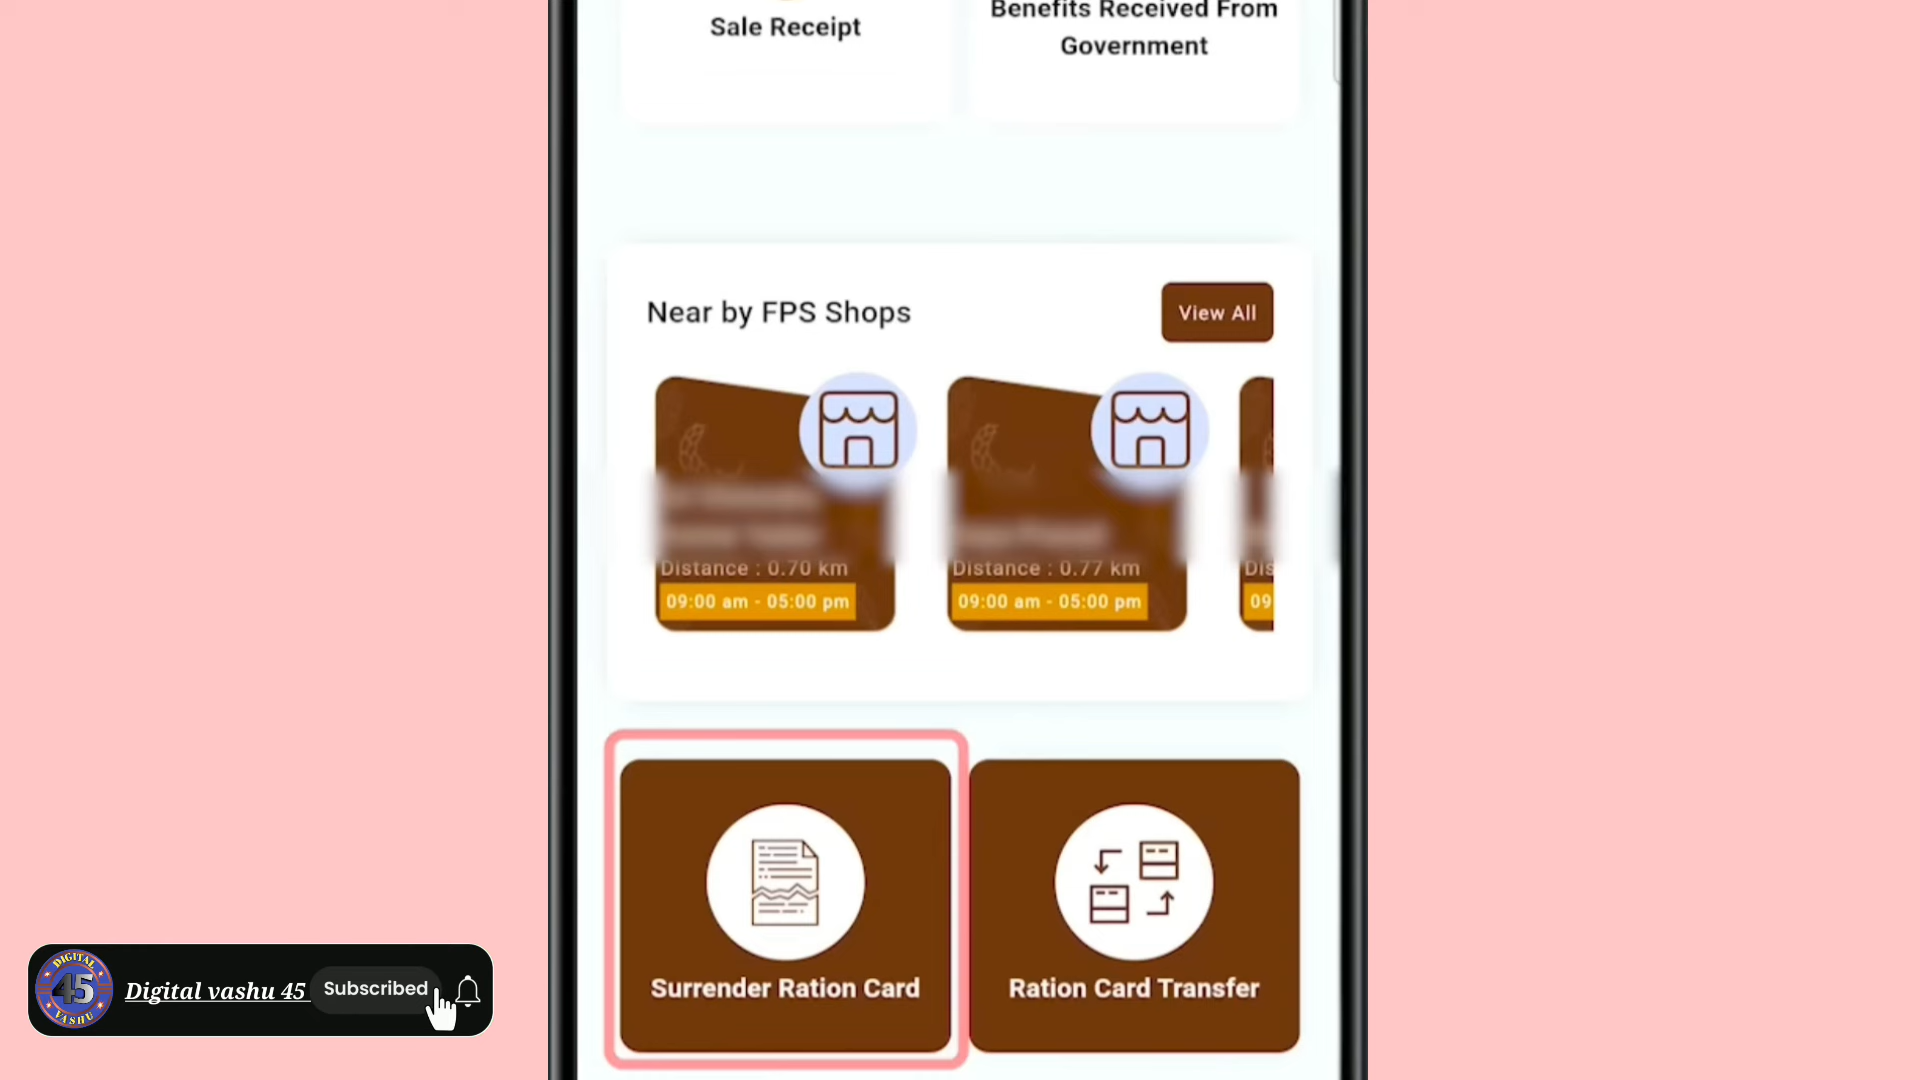 Sale Receipt
Benefits Received From
Government
Near by FPS Shops
View All
Distance : 0.70 km
09:00 am - 05:00 pm
Distance : 0.77 km
09:00 am - 05:00 pm
Dis
09
Surrender Ration Card
Ration Card Transfer
DIGITAL
45
VASHU
Digital vashu 45
Subscribed